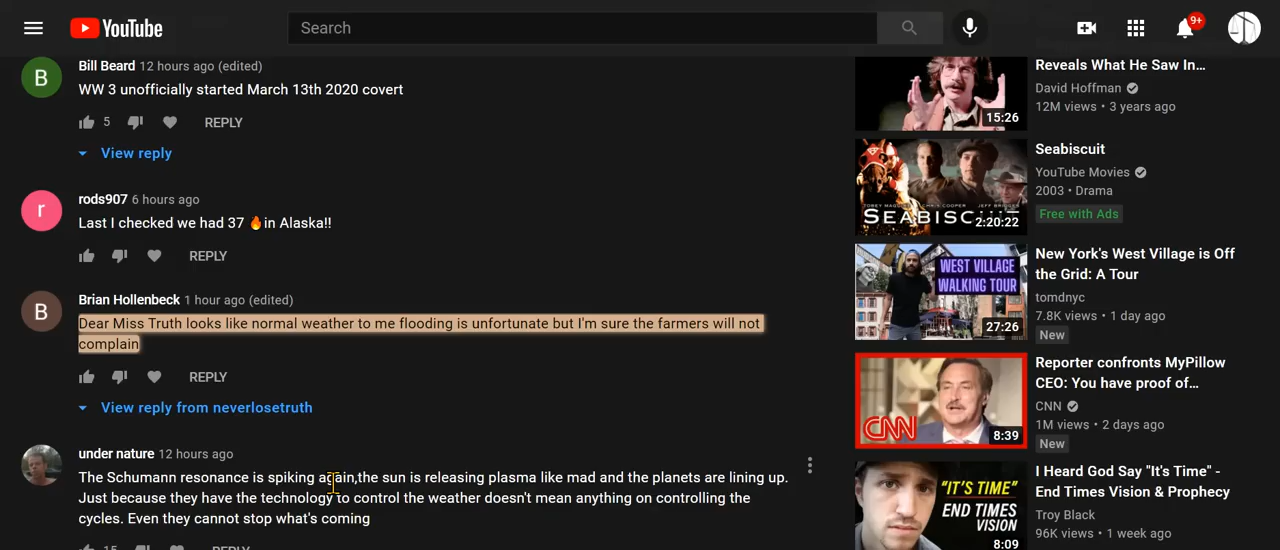 YouTube
Search
9+
B
Bill Beard 12 hours ago (edited)
WW 3 unofficially started March 13th 2020 covert
5 REPLY
View reply
r
rods907 6 hours ago
Last I checked we had 37 🔥in Alaska!!
REPLY
B
Brian Hollenbeck 1 hour ago (edited)
Dear Miss Truth looks like normal weather to me flooding is unfortunate but I'm sure the farmers will not
complain
REPLY
View reply from neverlosetruth
under nature 12 hours ago
The Schumann resonance is spiking again,the sun is releasing plasma like mad and the planets are lining up.
Just because they have the technology to control the weather doesn't mean anything on controlling the
cycles. Even they cannot stop what's coming
15 REPLY
15:26
Reveals What He Saw In…
David Hoffman
12M views • 3 years ago
SEABISC
2:20:22
Seabiscuit
YouTube Movies
2003 • Drama
Free with Ads
WEST VILLAGE
WALKING TOUR
27:26
New York's West Village is Off
the Grid: A Tour
tomdnyc
7.8K views • 1 day ago
New
CNN
8:39
Reporter confronts MyPillow
CEO: You have proof of…
CNN
1M views • 2 days ago
New
"IT'S TIME"
END TIMES
VISION
8:09
I Heard God Say "It's Time" -
End Times Vision & Prophecy
Troy Black
96K views • 1 week ago